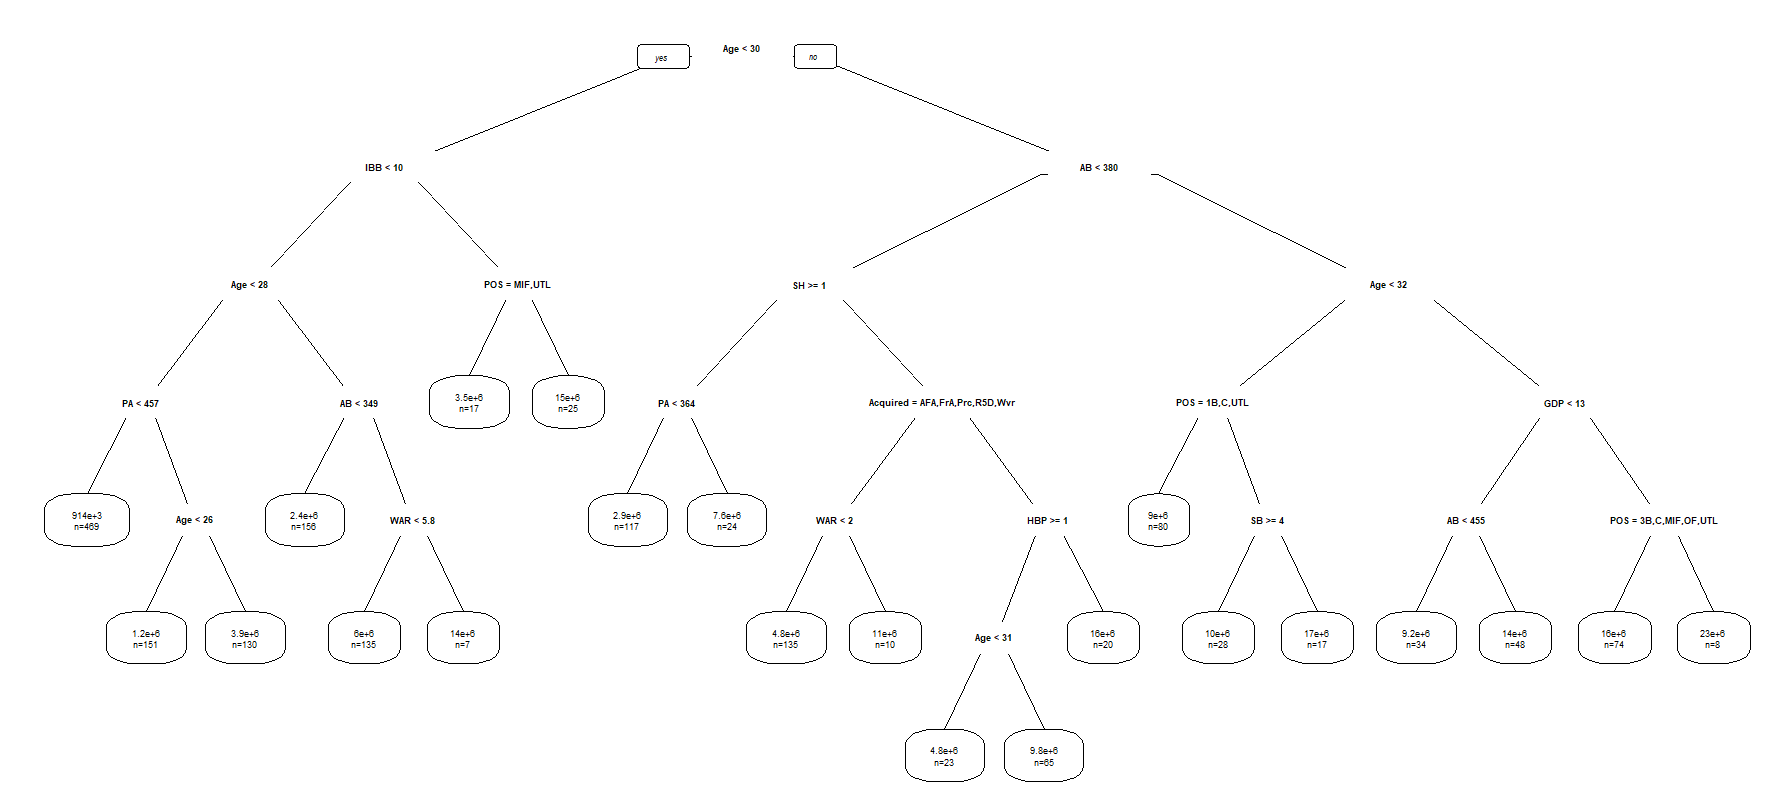 Age < 30
yes
no
IBB < 10
AB < 380
Age < 28
POS = MIF,UTL
SH >= 1
Age < 32
3.5e+6
n=17
15e+6
n=25
PA < 457
AB < 349
PA < 364
Acquired = AFA,FrA,Prc,R5D,Wvr
POS = 1B,C,UTL
GDP < 13
914e+3
n=469
Age < 26
2.4e+6
n=156
WAR < 5.8
2.9e+6
n=117
7.6e+6
n=24
WAR < 2
HBP >= 1
9e+6
n=80
SB >= 4
AB < 455
POS = 3B,C,MIF,OF,UTL
1.2e+6
n=151
3.9e+6
n=130
6e+6
n=135
14e+6
n=7
4.8e+6
n=135
11e+6
n=10
Age < 31
16e+6
n=20
10e+6
n=28
17e+6
n=17
9.2e+6
n=34
14e+6
n=48
16e+6
n=74
23e+6
n=8
4.8e+6
n=23
9.8e+6
n=65